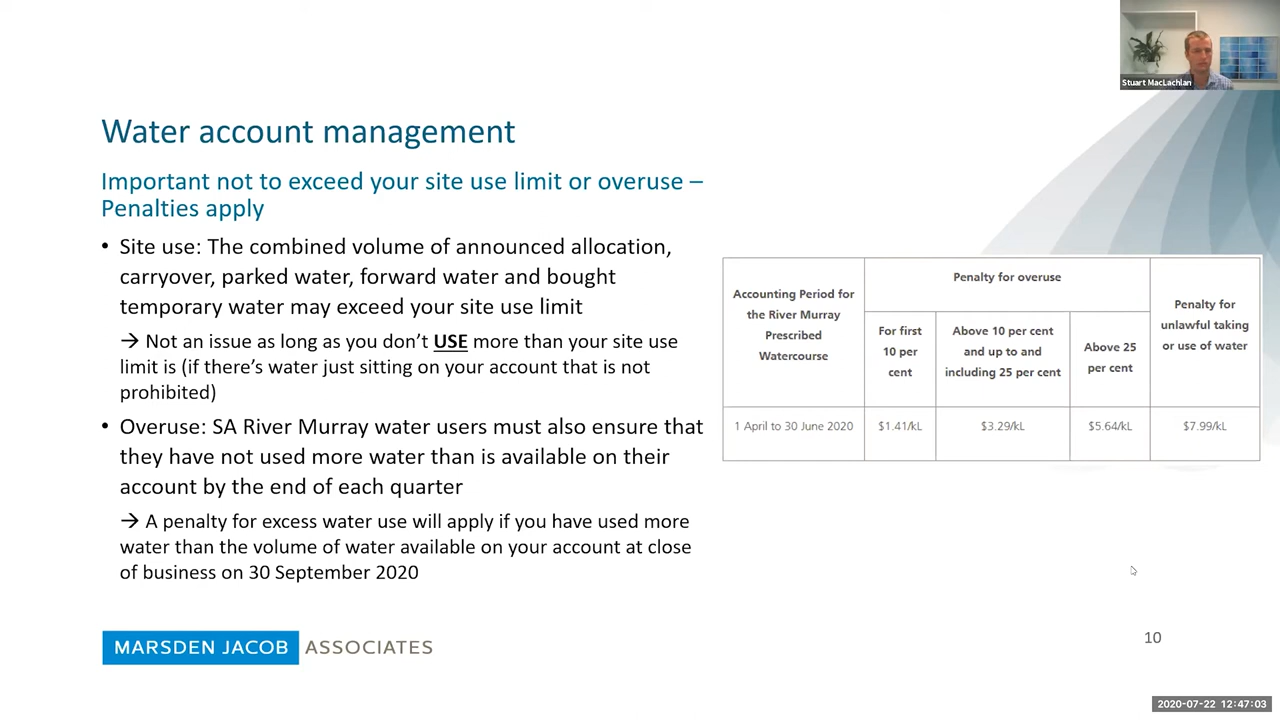 Stuart MacLachlan
Water account management
Important not to exceed your site use limit or overuse –
Penalties apply
• Site use: The combined volume of announced allocation,
carryover, parked water, forward water and bought
temporary water may exceed your site use limit
→ Not an issue as long as you don’t USE more than your site use
limit is (if there’s water just sitting on your account that is not
prohibited)
• Overuse: SA River Murray water users must also ensure that
they have not used more water than is available on their
account by the end of each quarter
→ A penalty for excess water use will apply if you have used more
water than the volume of water available on your account at close
of business on 30 September 2020
Accounting Period for
the River Murray
Prescribed
Watercourse
Penalty for overuse
For first
10 per
cent
Above 10 per cent
and up to and
including 25 per cent
Above 25
per cent
Penalty for
unlawful taking
or use of water
1 April to 30 June 2020
$1.41/kL
$3.29/kL
$5.64/kL
$7.99/kL
MARSDEN JACOB ASSOCIATES
10
2020-07-22 12:47:03